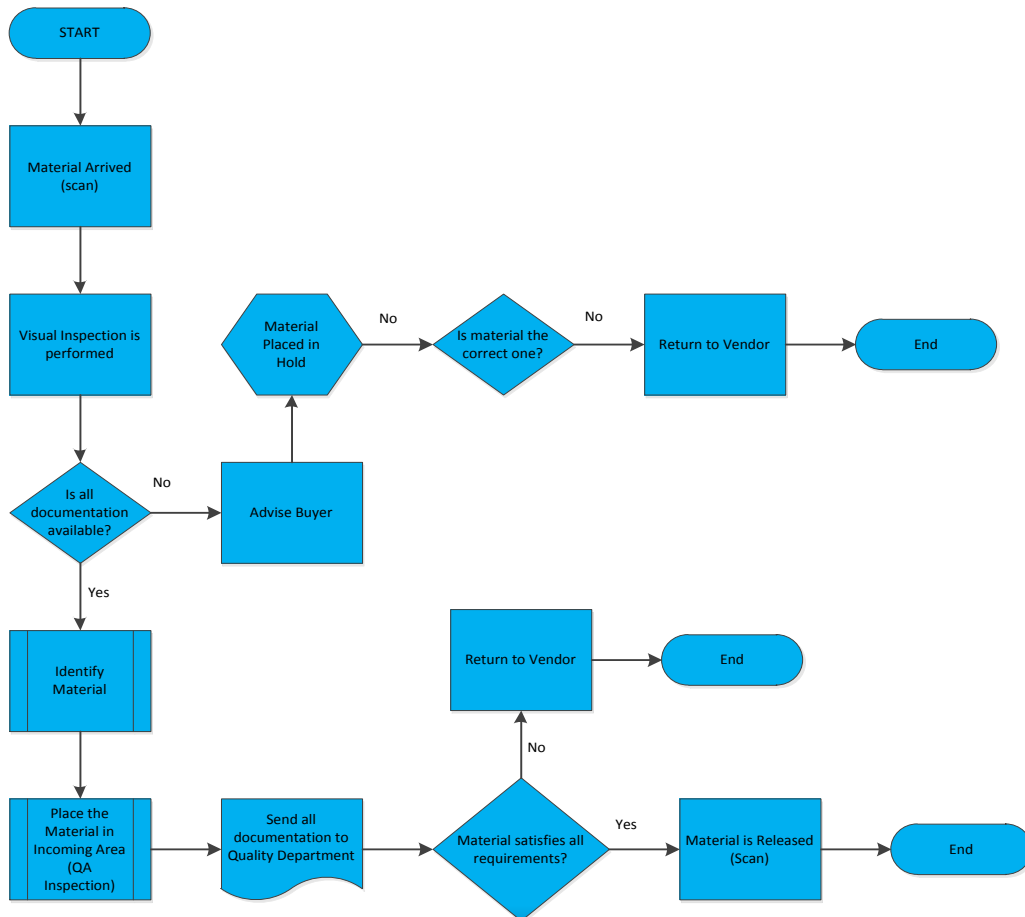 START
Material Arrived
(scan)
Visual Inspection is
performed
Material
Placed in
Hold
No
Is material the
correct one?
No
Return to Vendor
End
Is all
documentation
available?
No
Advise Buyer
Yes
Identify
Material
Return to Vendor
End
No
Place the
Material in
Incoming Area
(QA
Inspection)
Send all
documentation to
Quality Department
Material satisfies all
requirements?
Yes
Material is Released
(Scan)
End